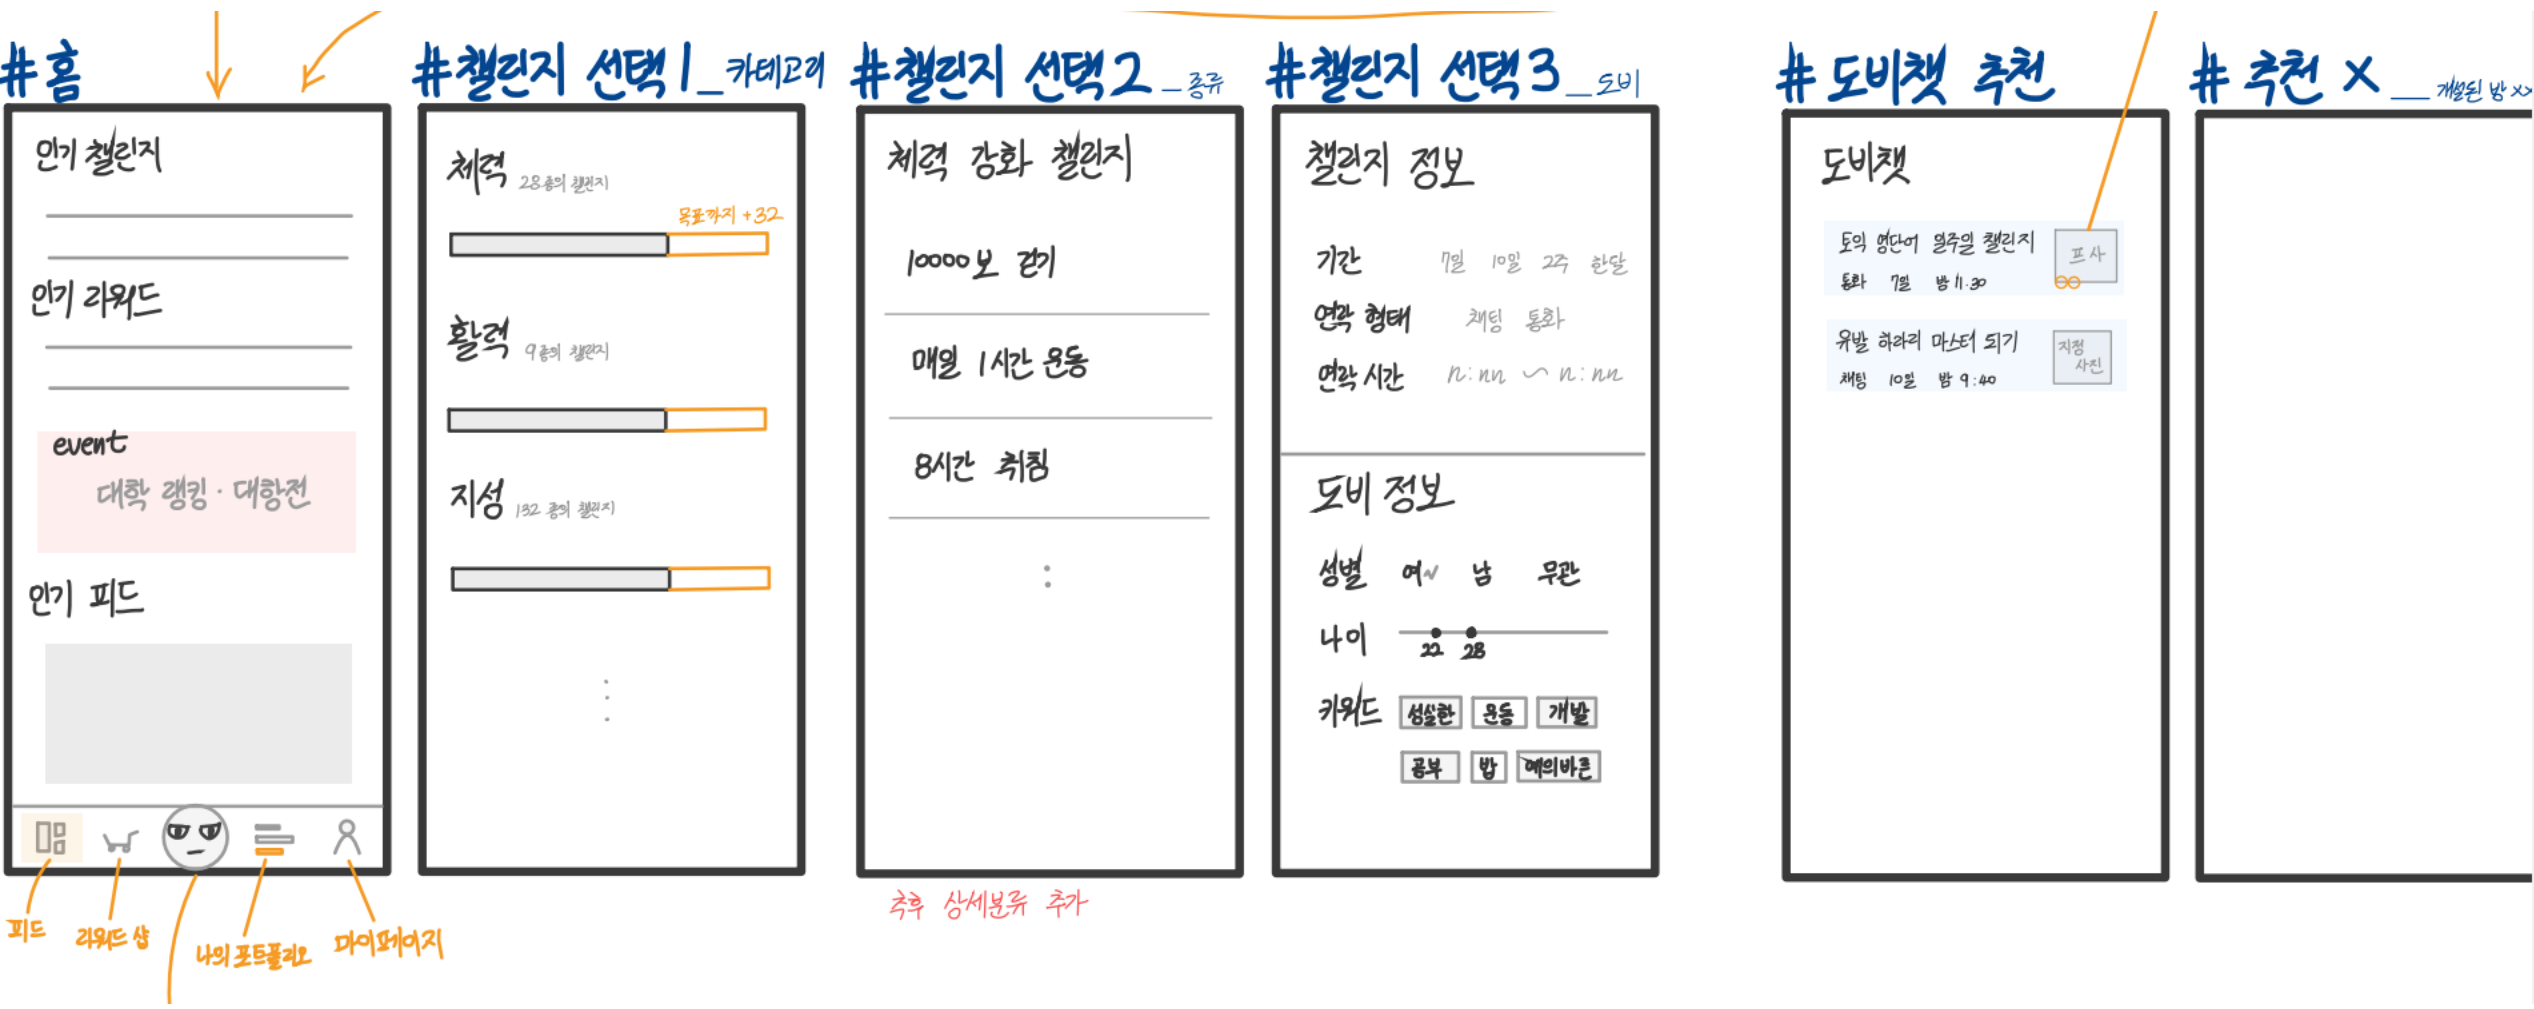 #홈
인기 챌린지
인기 리워드
event
대학 랭킹·대항전
인기 피드
피드
리워드 샵
나의 포트폴리오
마이페이지
#챌린지 선택1_카테고리
체력 28종의 챌린지
목표까지 +32
활력 9종의 챌린지
지성 132종의 챌린지
#챌린지 선택2_종류
체력 강화 챌린지
10000보 걷기
매일 1시간 운동
8시간 취침
추후 상세분류 추가
#챌린지 선택3_도비
챌린지 정보
기간 7일 10일 2주 한달
연락 형태 채팅 통화
연락 시간 n:nn ~ n:nn
도비 정보
성별 여 남 무관
나이
22 28
키워드 성실한 운동 개발
공부 밥 예의바른
# 도비챗 추천
도비챗
토익 영단어 일주일 챌린지
통화 7일 밤 11:30
프사
유발 하라리 마스터 되기
채팅 10일 밤 9:40
지정
사진
# 추천 X __ 개설된 방 xx